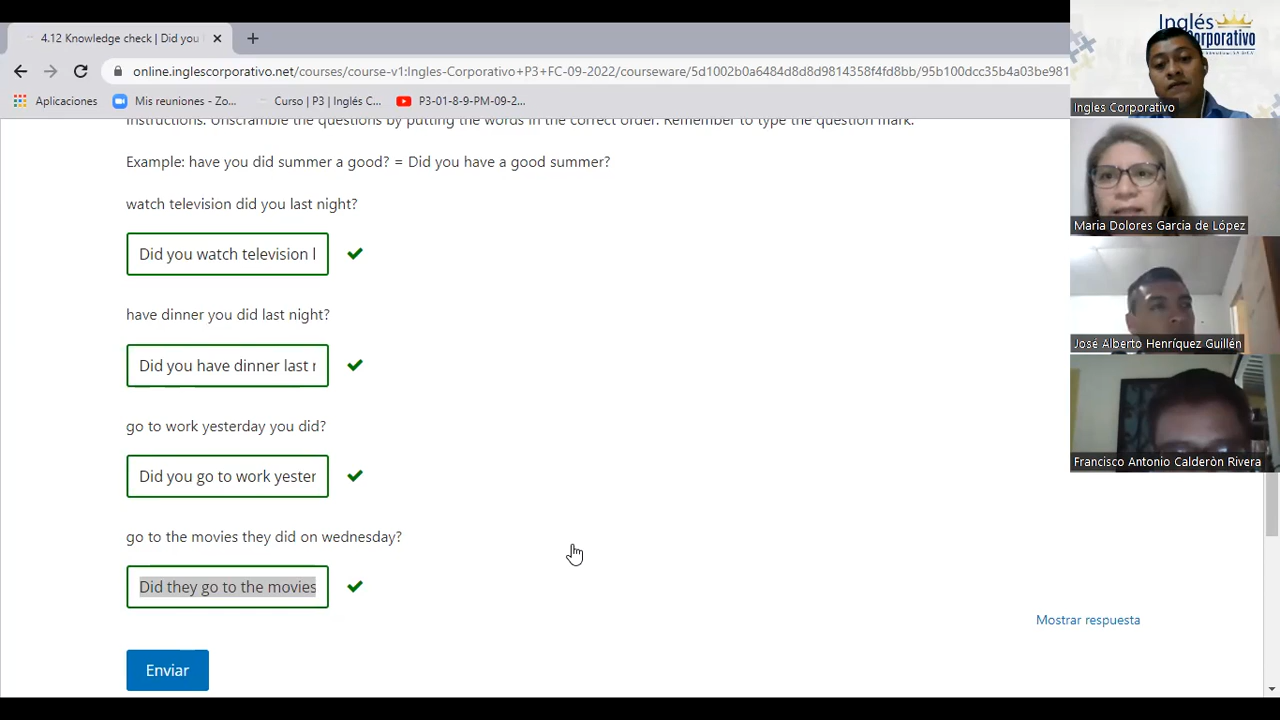 4.12 Knowledge check | Did you
online.inglescorporativo.net/courses/course-v1:Ingles-Corporativo+P3+FC-09-2022/courseware/5d1002b0a6484d8d8d9814358f4fd8bb/95b100dcc35b4a03be981
Aplicaciones
Mis reuniones - Zo...
Curso | P3 | Inglés C...
P3-01-8-9-PM-09-2...
Instructions: Unscramble the questions by putting the words in the correct order. Remember to type the question mark.
Example: have you did summer a good? = Did you have a good summer?
watch television did you last night?
Did you watch television l
have dinner you did last night?
Did you have dinner last r
go to work yesterday you did?
Did you go to work yester
go to the movies they did on wednesday?
Did they go to the movies
Mostrar respuesta
Enviar
Inglés
Corporativo
Ingles Corporativo
Maria Dolores Garcia de López
José Alberto Henríquez Guillén
Francisco Antonio Calderòn Rivera